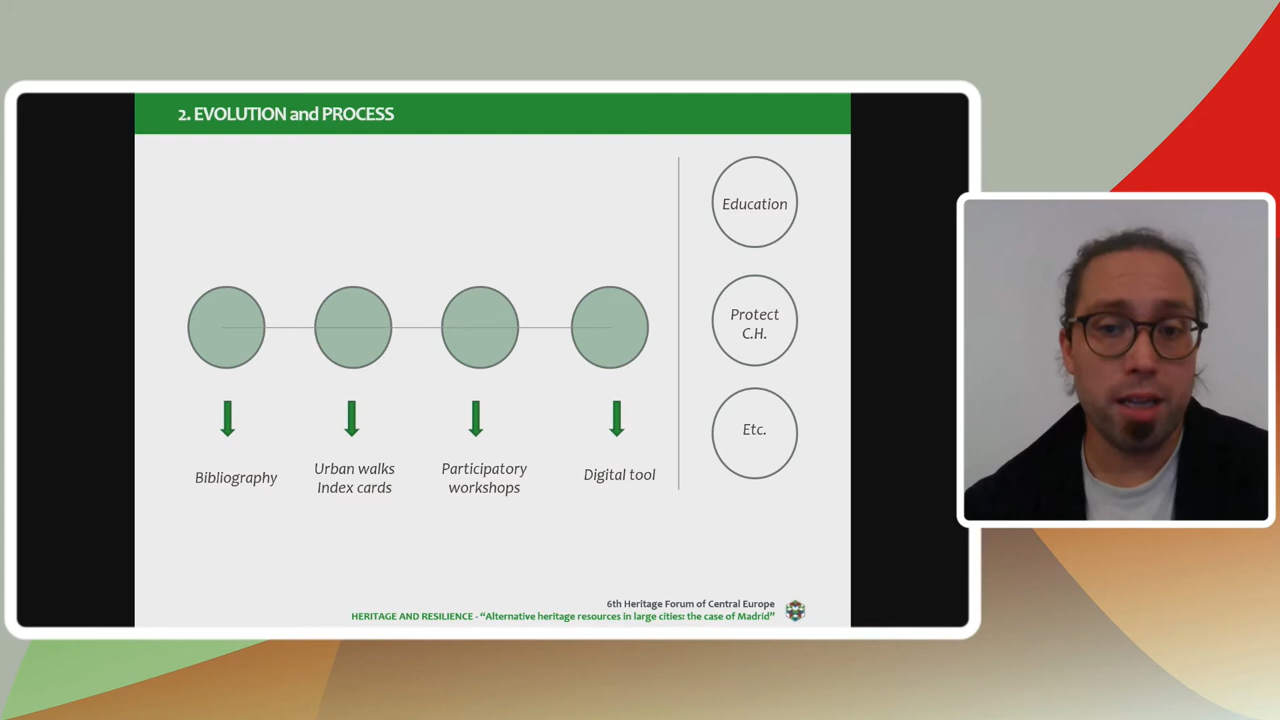 2. EVOLUTION and PROCESS
Education
Protect
C.H.
Etc.
Bibliography
Urban walks
Index cards
Participatory
workshops
Digital tool
6th Heritage Forum of Central Europe
HERITAGE AND RESILIENCE - “Alternative heritage resources in large cities: the case of Madrid”